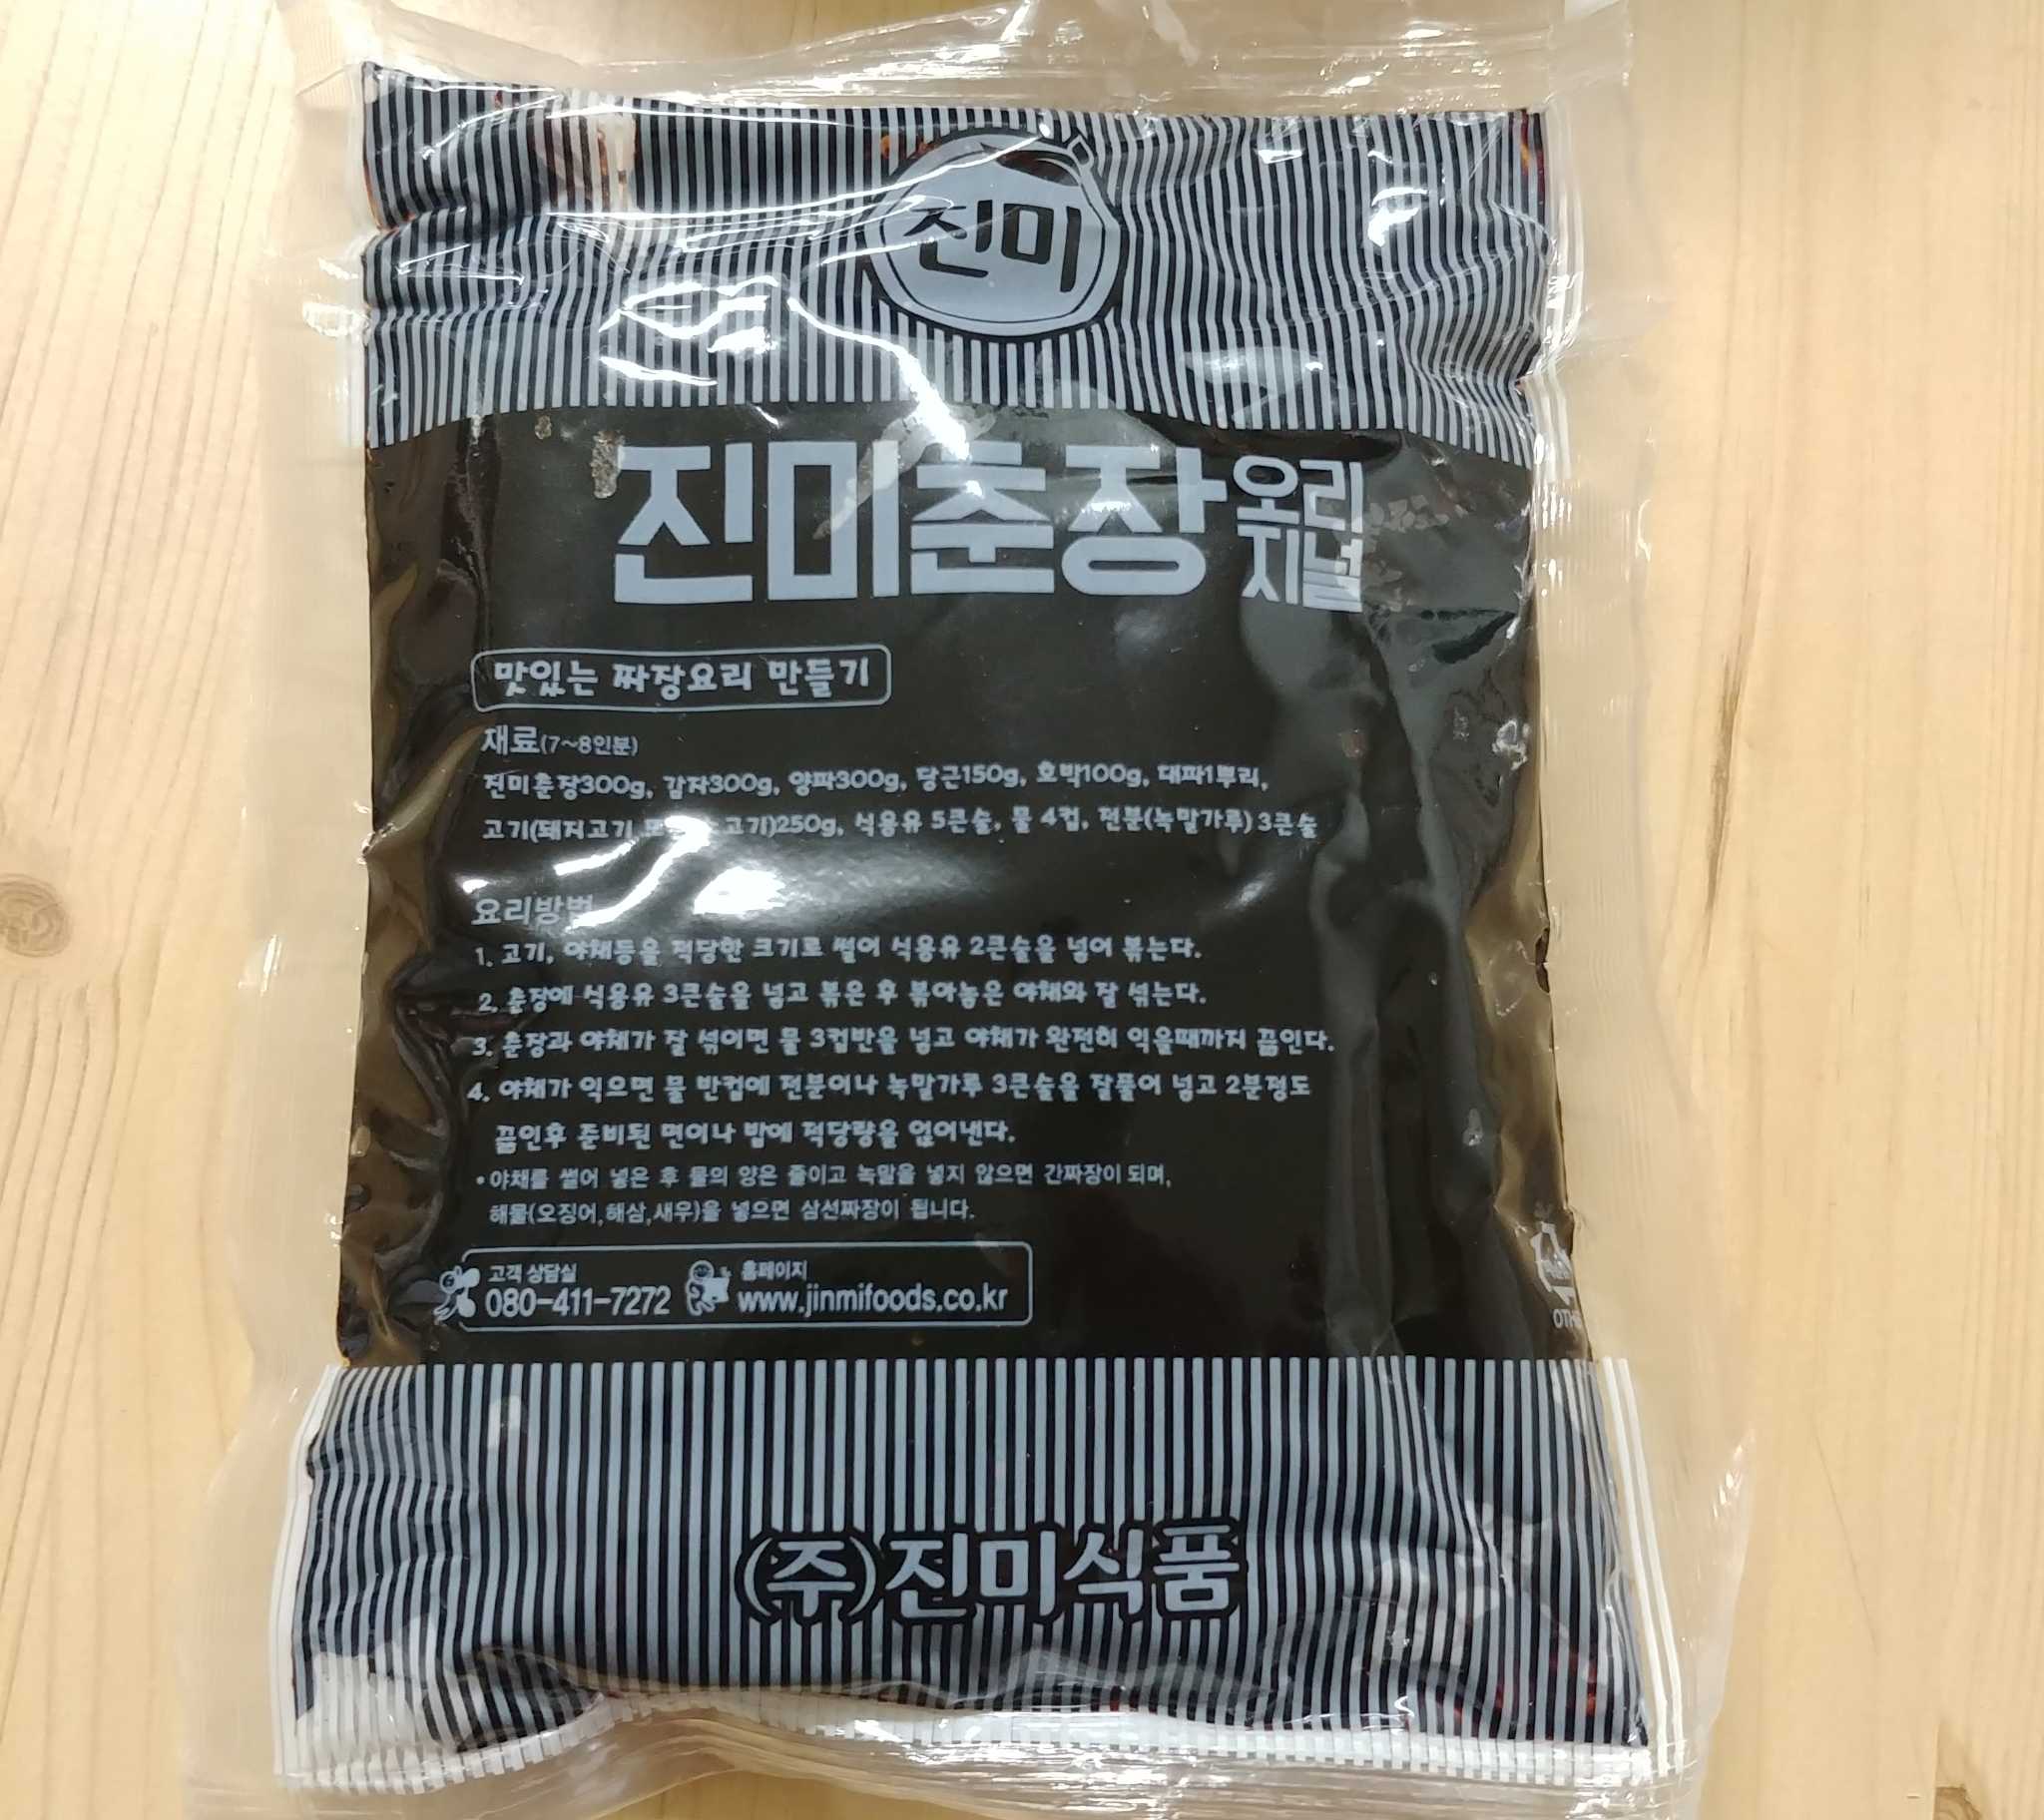 진미
진미춘장 오리지널
맛있는 짜장요리 만들기
재료(7~8인분)
진미춘장300g, 감자300g, 양파300g, 당근150g, 호박100g, 대파1뿌리,
고기(돼지고기 고기)250g, 식용유 5큰술, 물 4컵, 전분(녹말가루) 3큰술
요리방법
1. 고기, 야채등을 적당한 크기로 썰어 식용유 2큰술을 넣어 볶는다.
2. 춘장에 식용유 3큰술을 넣고 볶은 후 볶아놓은 야채와 잘 섞는다.
3. 춘장과 야채가 잘 섞이면 물 3컵반을 넣고 야채가 완전히 익을때까지 끓인다.
4. 야채가 익으면 물 반컵에 전분이나 녹말가루 3큰술을 잘풀어 넣고 2분정도
끓인후 준비된 면이나 밥에 적당량을 얹어낸다.
• 야채를 썰어 넣은 후 물의 양은 줄이고 녹말을 넣지 않으면 간짜장이 되며,
해물(오징어,해삼,새우)을 넣으면 삼선짜장이 됩니다.
고객 상담실
080-411-7272
홈페이지
www.jinmifoods.co.kr
(주)진미식품